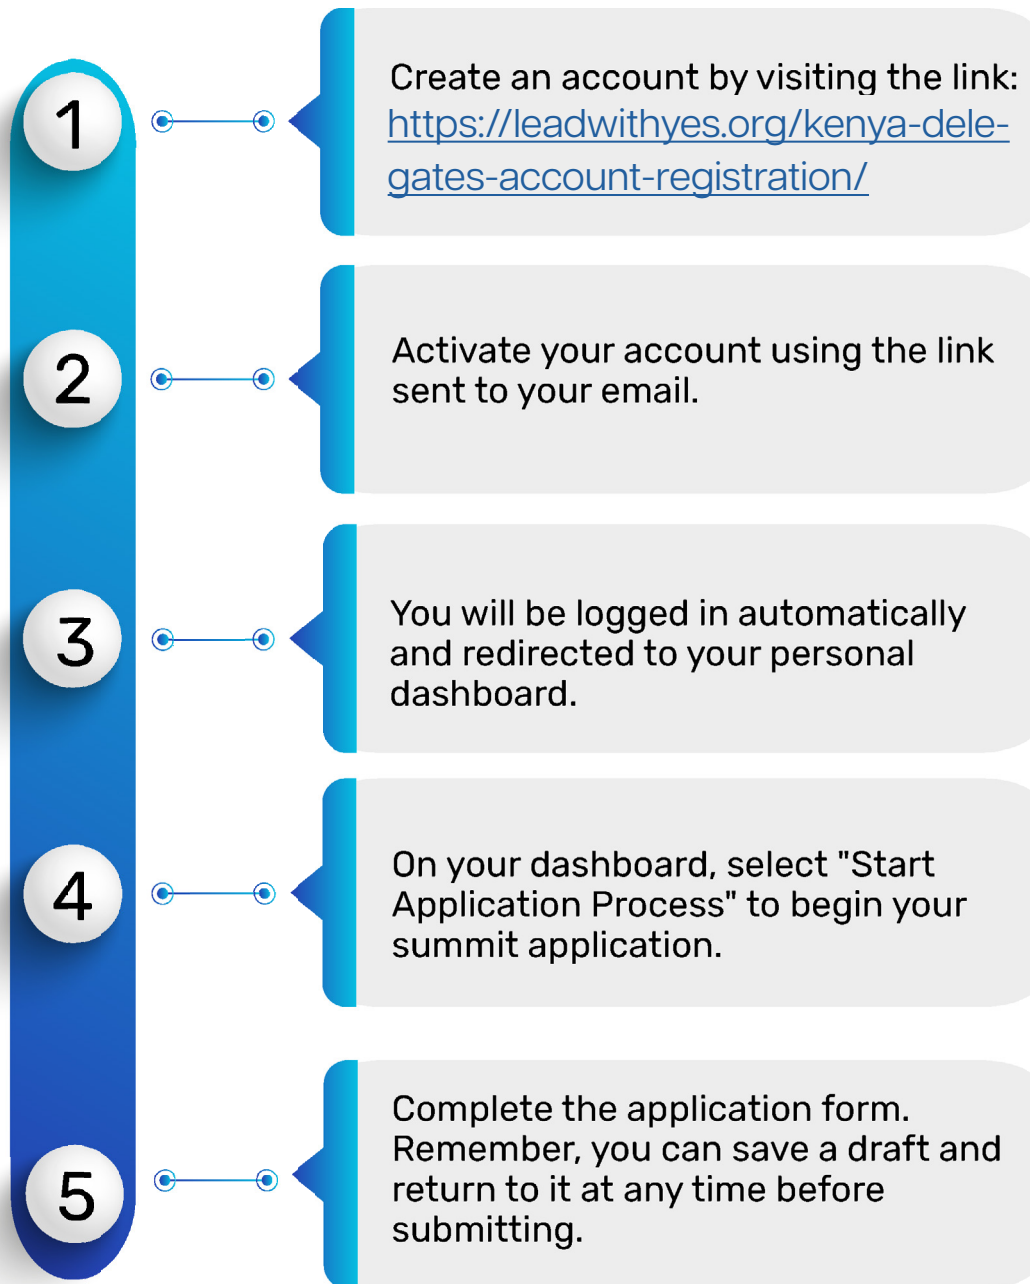 1
Create an account by visiting the link:
https://leadwithyes.org/kenya-dele-
gates-account-registration/
2
Activate your account using the link
sent to your email.
3
You will be logged in automatically
and redirected to your personal
dashboard.
4
On your dashboard, select "Start
Application Process" to begin your
summit application.
5
Complete the application form.
Remember, you can save a draft and
return to it at any time before
submitting.